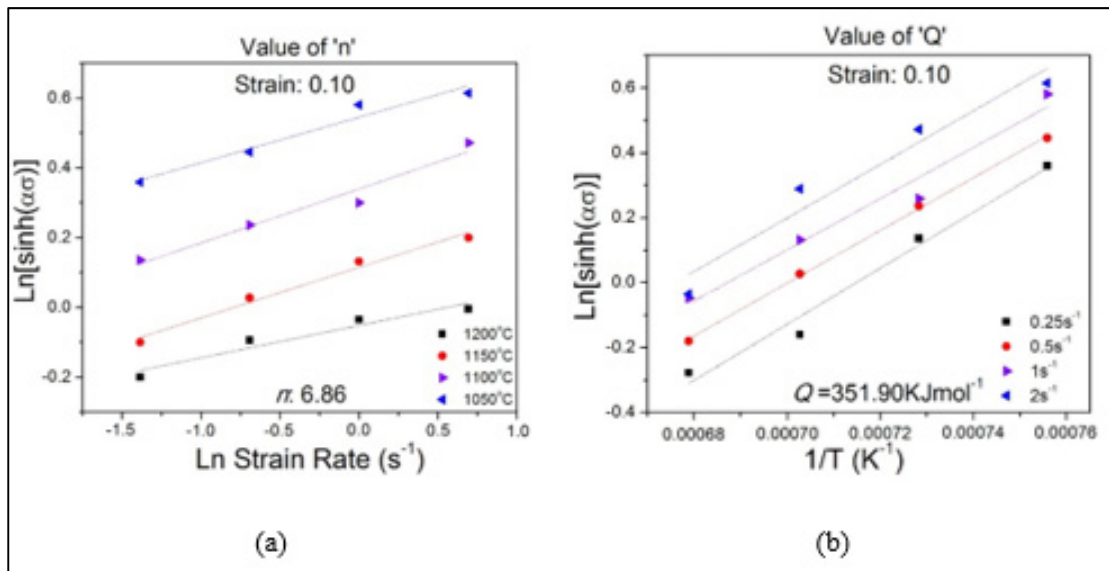 Value of 'n'
Strain: 0.10
Ln[sinh(ασ)]
0.6
0.4
0.2
0.0
-0.2
1200°C
1150°C
1100°C
1050°C
n: 6.86
-1.5 -1.0 -0.5 0.0 0.5 1.0
Ln Strain Rate (s⁻¹)
(a)
Value of 'Q'
Strain: 0.10
Ln[sinh(ασ)]
0.6
0.4
0.2
0.0
-0.2
-0.4
0.25s⁻¹
0.5s⁻¹
1s⁻¹
2s⁻¹
Q =351.90KJmol⁻¹
0.00068 0.00070 0.00072 0.00074 0.00076
1/T (K⁻¹)
(b)